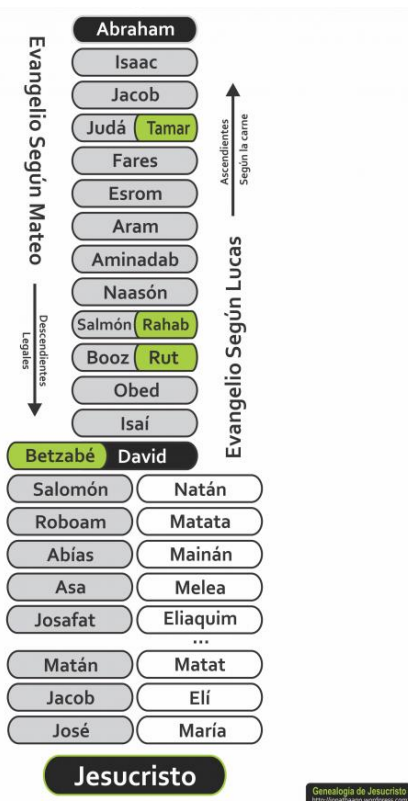 Abraham
Isaac
Jacob
Judá Tamar
Fares
Esrom
Aram
Aminadab
Naasón
Salmón Rahab
Booz Rut
Obed
Isaí
Betzabé David
Evangelio Según Mateo
Descendientes
Legales
Evangelio Según Lucas
Ascendientes
Según la carne
Salomón Natán
Roboam Matata
Abías Mainán
Asa Melea
Josafat Eliaquim
...
Matán Matat
Jacob Elí
José María
Jesucristo
Genealogía de Jesucristo